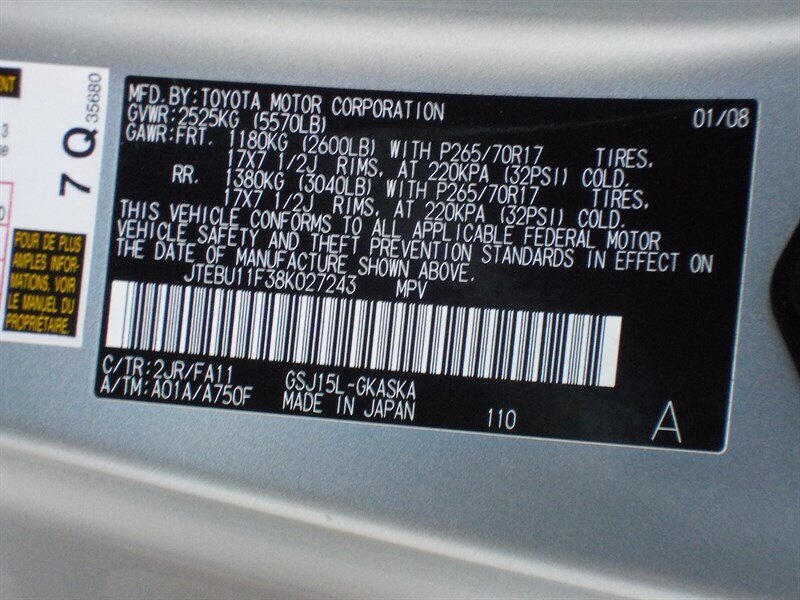 MFD. BY: TOYOTA MOTOR CORPORATION 01/08
GVWR: 2525KG (5570LB)
GAWR: FRT. 1180KG (2600LB) WITH P265/70R17 TIRES,
17X7 1/2J RIMS, AT 220KPA (32PSI) COLD.
RR. 1380KG (3040LB) WITH P265/70R17 TIRES,
17X7 1/2J RIMS, AT 220KPA (32PSI) COLD.
THIS VEHICLE CONFORMS TO ALL APPLICABLE FEDERAL MOTOR
VEHICLE SAFETY AND THEFT PREVENTION STANDARDS IN EFFECT ON
THE DATE OF MANUFACTURE SHOWN ABOVE.
JTEBU11F38K027243 MPV
C/TR: 2JR/FA11 GSJ15L-GKASKA
A/TM: A01A/A750F MADE IN JAPAN 110 A
7 Q 35680
POUR DE PLUS
AMPLES INFOR-
MATIONS, VOIR
LE MANUEL DU
PROPRIÉTAIRE.